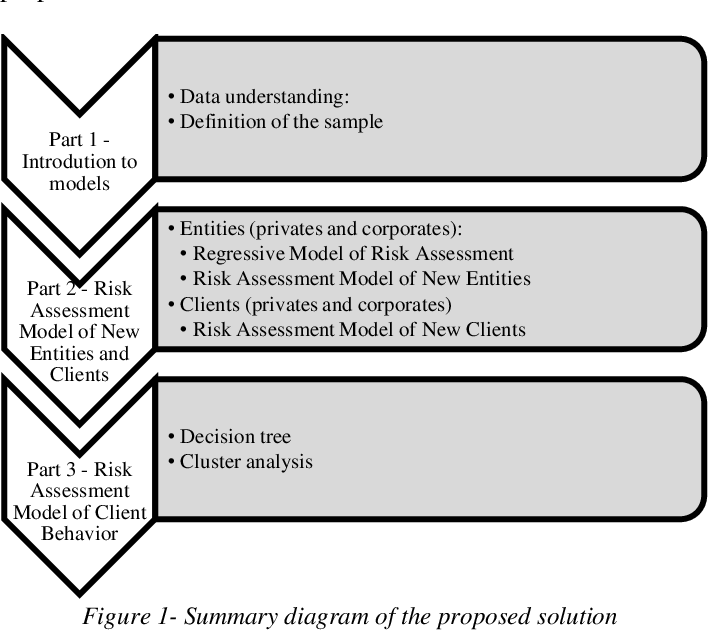 Part 1 -
Introdution to
models
• Data understanding:
• Definition of the sample
Part 2 - Risk
Assessment
Model of New
Entities and
Clients
• Entities (privates and corporates):
• Regressive Model of Risk Assessment
• Risk Assessment Model of New Entities
• Clients (privates and corporates)
• Risk Assessment Model of New Clients
Part 3 - Risk
Assessment
Model of Client
Behavior
• Decision tree
• Cluster analysis
Figure 1- Summary diagram of the proposed solution